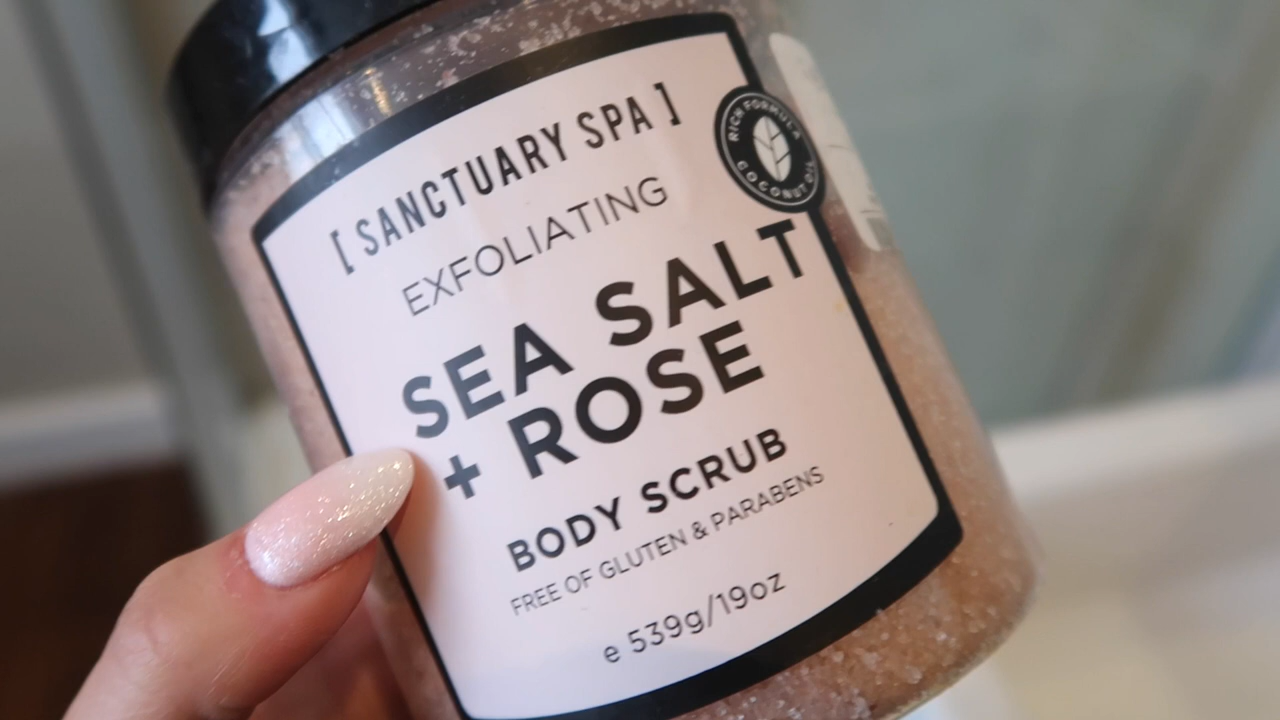 [ SANCTUARY SPA ]
EXFOLIATING
SEA SALT
+ ROSE
BODY SCRUB
FREE OF GLUTEN & PARABENS
e 539g/19oz
RICH FORMULA
COCONUT OIL